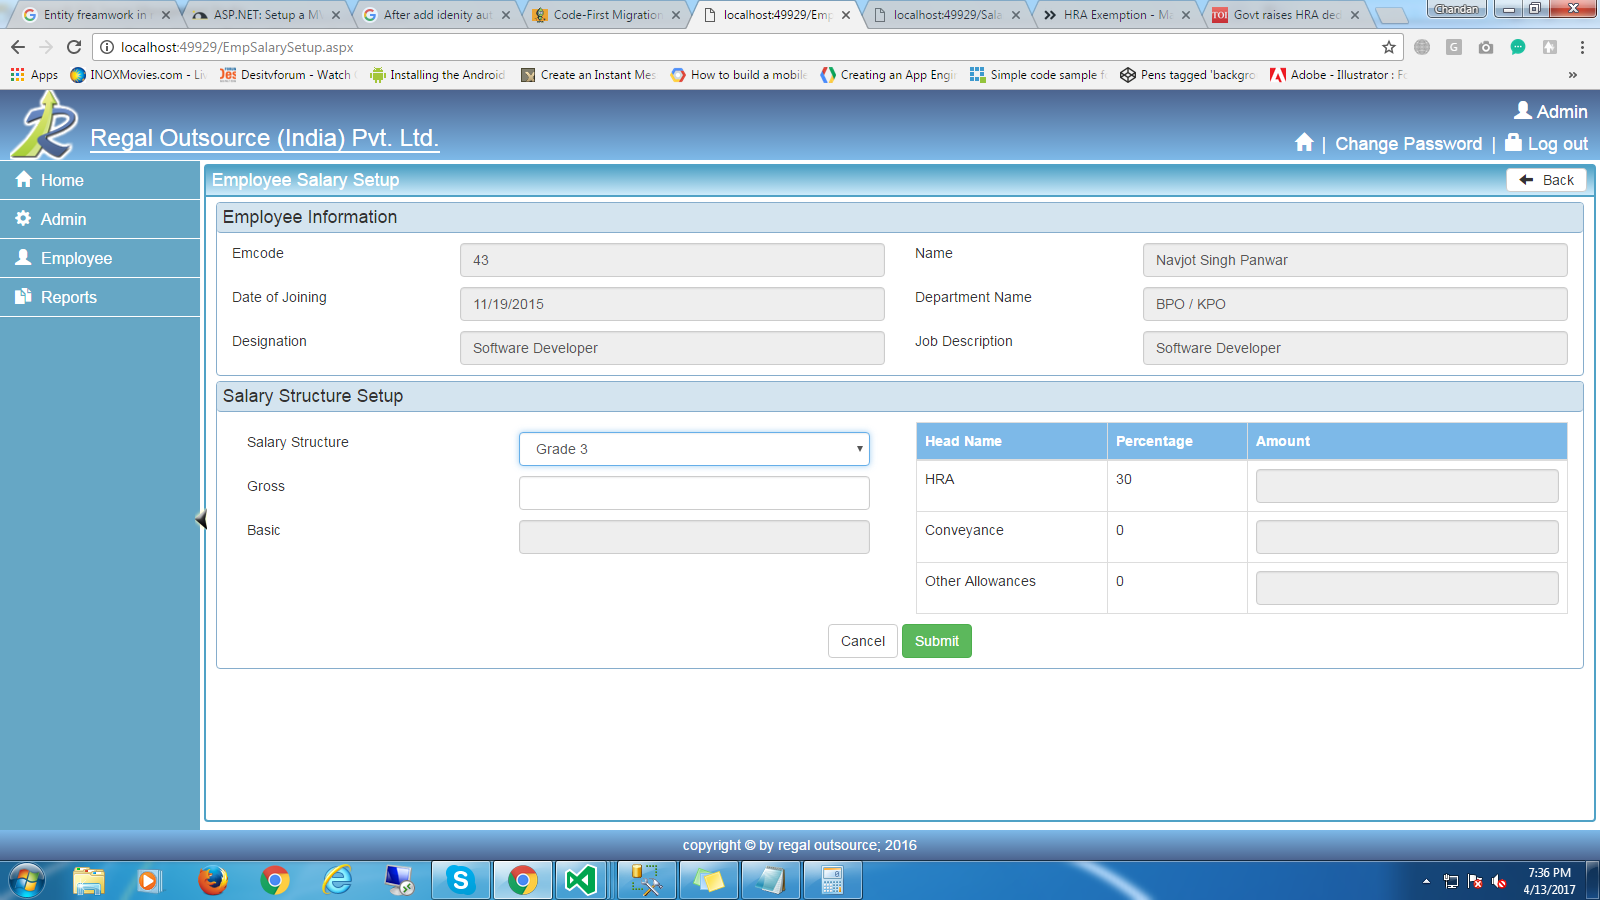 Entity freamwork in
ASP.NET: Setup a M
After add idenity aut
Code-First Migration
localhost:49929/Emp
localhost:49929/Sala
HRA Exemption - Ma
TOI
Govt raises HRA ded
Chandan
localhost:49929/EmpSalarySetup.aspx
Apps
INOXMovies.com - Liv
Desitvforum - Watch
Installing the Android
Create an Instant Mes
How to build a mobile
Creating an App Engi
Simple code sample f
Pens tagged 'backgro
Adobe - Illustrator : Fo
»
Regal Outsource (India) Pvt. Ltd.
Admin
| Change Password | Log out
Home
Admin
Employee
Reports
Employee Salary Setup
Back
Employee Information
Emcode 43 Name Navjot Singh Panwar
Date of Joining 11/19/2015 Department Name BPO / KPO
Designation Software Developer Job Description Software Developer
Salary Structure Setup
Salary Structure Grade 3
Gross
Basic
Head Name Percentage Amount
HRA 30
Conveyance 0
Other Allowances 0
Cancel Submit
copyright © by regal outsource; 2016
7:36 PM
4/13/2017